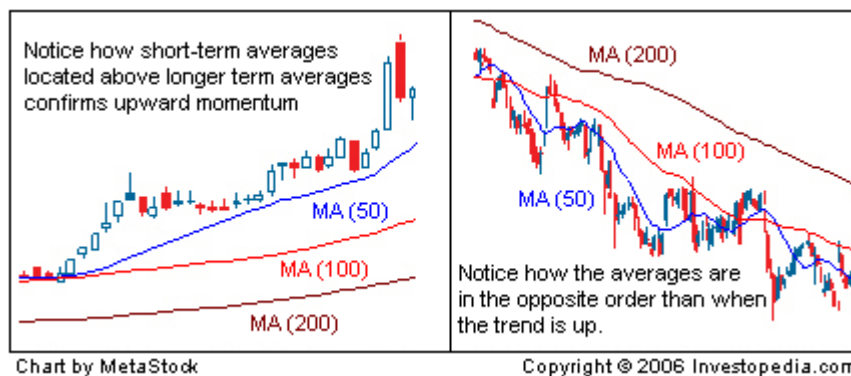 Notice how short-term averages
located above longer term averages
confirms upward momentum
MA (50)
MA (100)
MA (200)
MA (200)
MA (100)
MA (50)
Notice how the averages are
in the opposite order than when
the trend is up.
Chart by MetaStock
Copyright © 2006 Investopedia.com